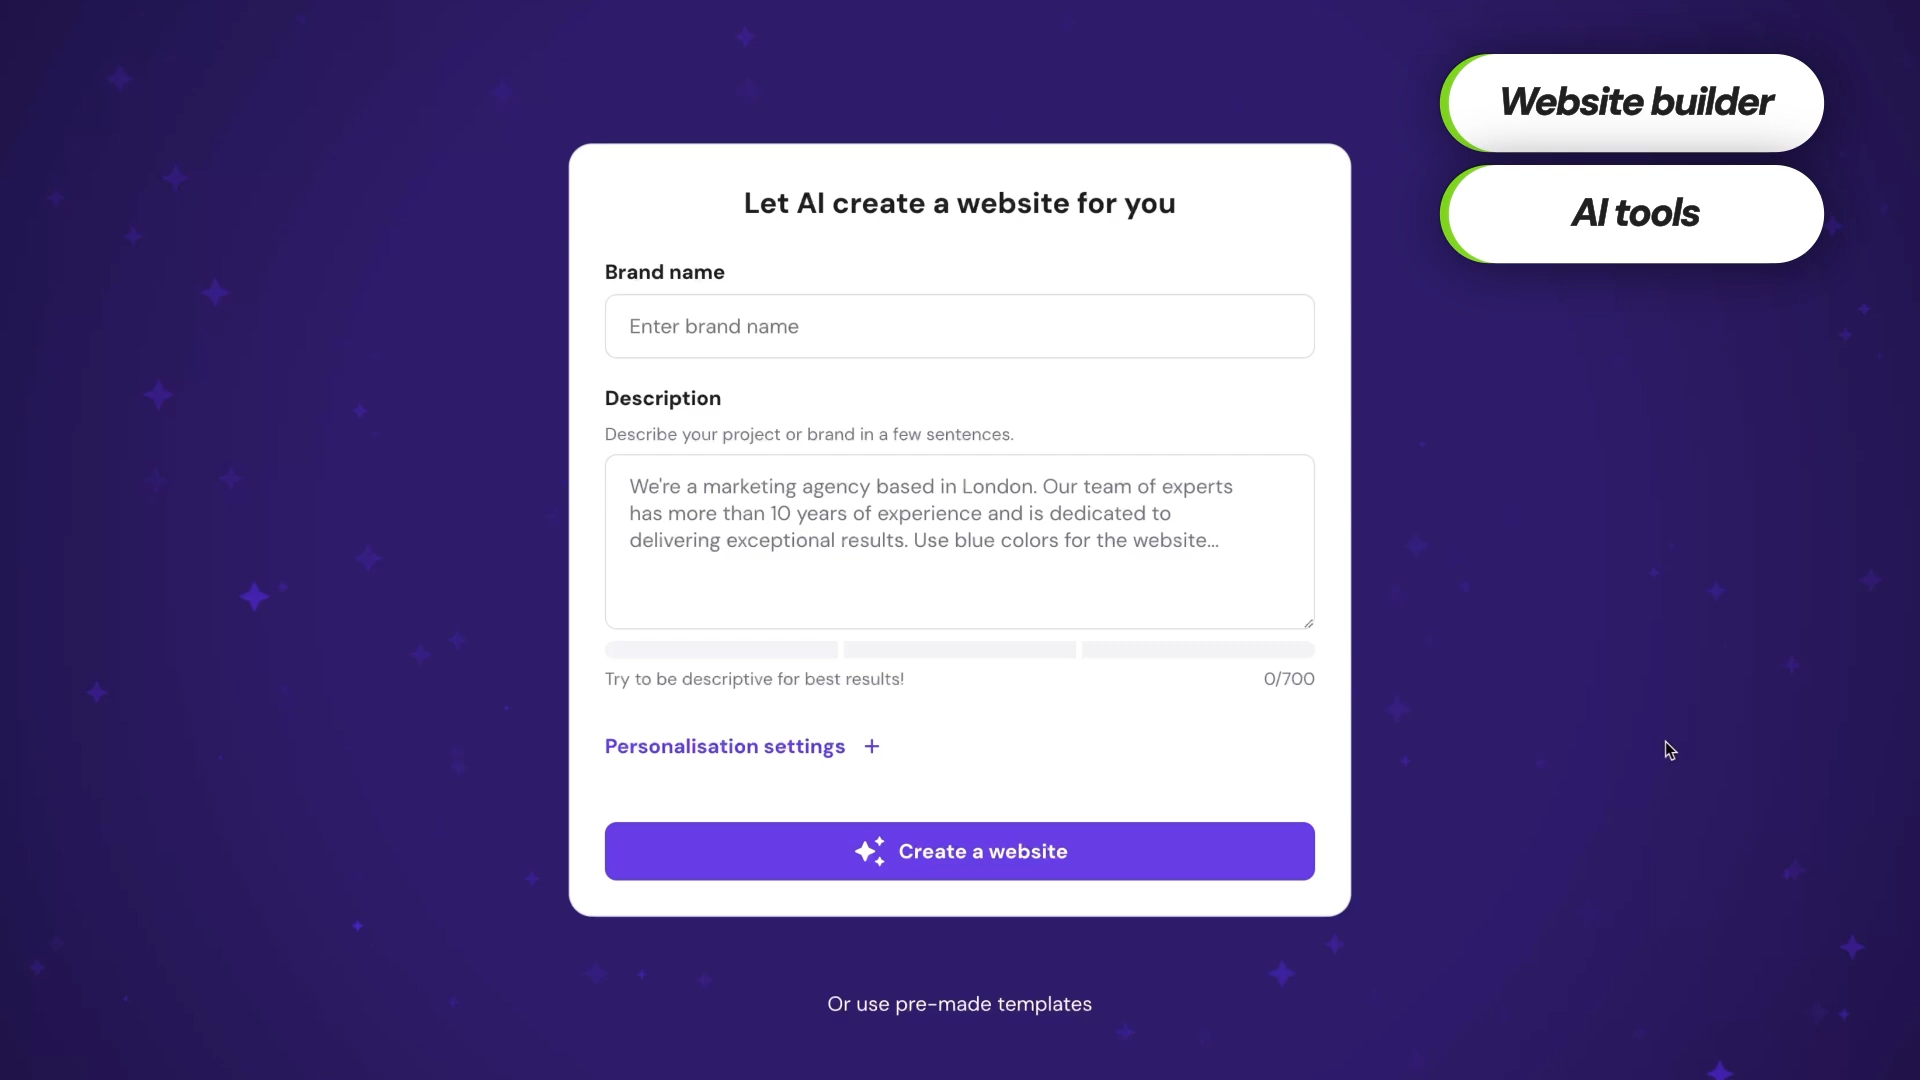 Website builder
AI tools
Let AI create a website for you
Brand name
Enter brand name
Description
Describe your project or brand in a few sentences.
We're a marketing agency based in London. Our team of experts
has more than 10 years of experience and is dedicated to
delivering exceptional results. Use blue colors for the website...
Try to be descriptive for best results!
0/700
Personalisation settings +
Create a website
Or use pre-made templates